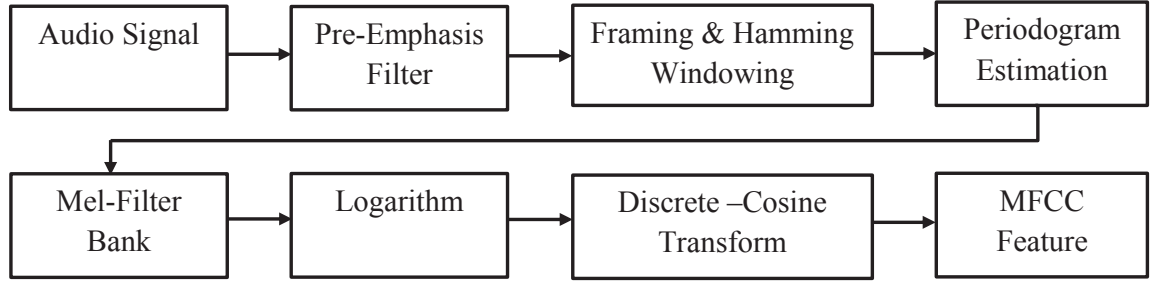 Audio Signal
Pre-Emphasis
Filter
Framing & Hamming
Windowing
Periodogram
Estimation
Mel-Filter
Bank
Logarithm
Discrete –Cosine
Transform
MFCC
Feature